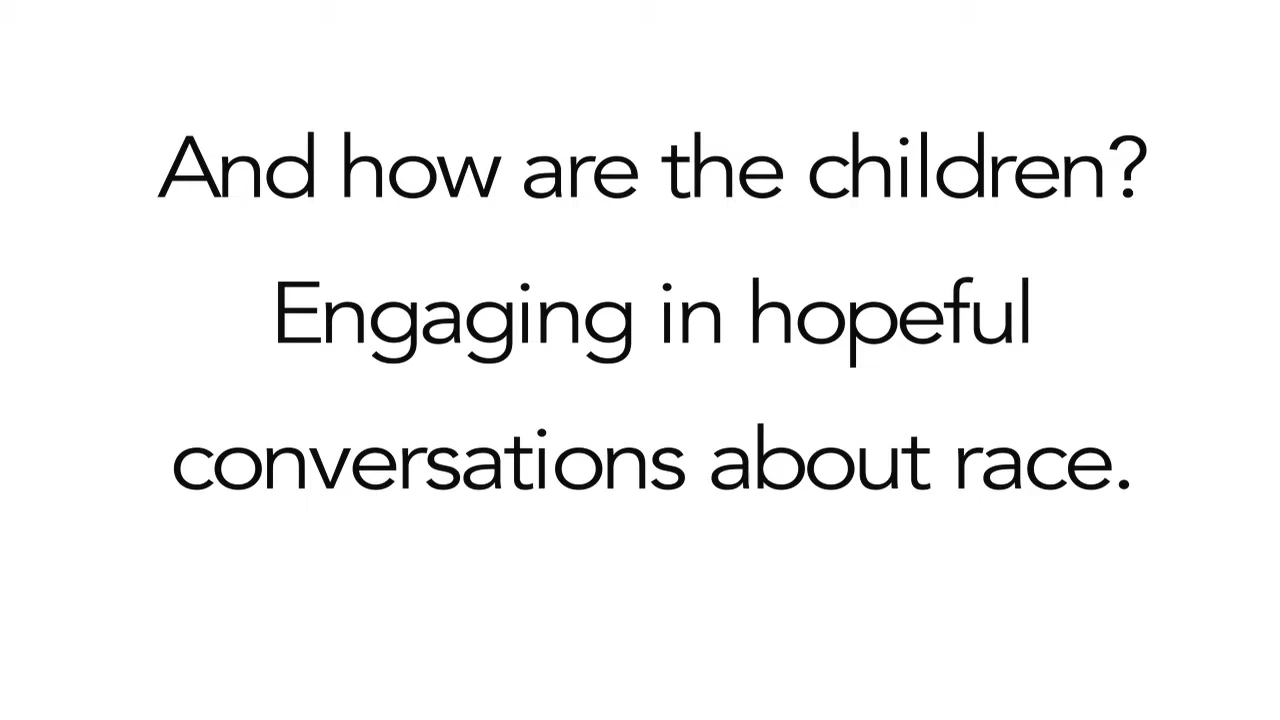 And how are the children?
Engaging in hopeful
conversations about race.